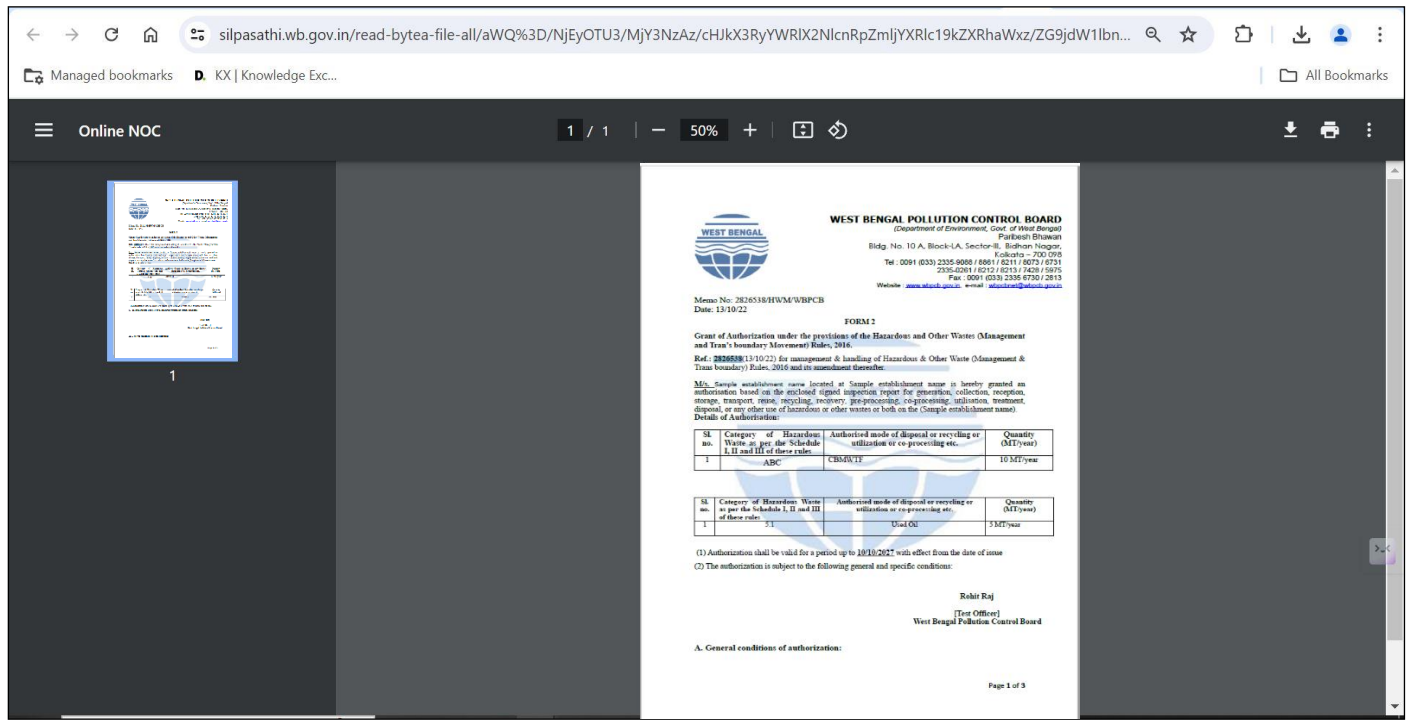 silpasathi.wb.gov.in/read-bytea-file-all/aWQ%3D/NjEyOTU3/MjY3NzAz/cHJkX3RyYWRlX2NlcnRpZmljYXRlc19kZXRhaWxz/ZG9jdW1lbn...
Managed bookmarks D. KX | Knowledge Exc... All Bookmarks
Online NOC 1 / 1 50%
1
WEST BENGAL
WEST BENGAL POLLUTION CONTROL BOARD
(Department of Environment, Govt. of West Bengal)
Paribesh Bhawan
Bldg. No. 10 A, Block-LA, Sector-III, Bidhan Nagar,
Kolkata – 700 098
Tel : 0091 (033) 2335-9088 / 8861 / 8211 / 8073 / 6731
2335-0261 / 8212 / 8213 / 7428 / 5975
Fax : 0091 (033) 2335 6730 / 2813
Website : www.wbpcb.gov.in, e-mail : wbpcbnet@wbpcb.gov.in
Memo No: 2826538/HWM/WBPCB
Date: 13/10/22
FORM 2
Grant of Authorization under the provisions of the Hazardous and Other Wastes (Management
and Tran's boundary Movement) Rules, 2016.
Ref.: 2826538(13/10/22) for management & handling of Hazardous & Other Waste (Management &
Trans boundary) Rules, 2016 and its amendment thereafter.
M/s. Sample establishment name located at Sample establishment name is hereby granted an
authorisation based on the enclosed signed inspection report for generation, collection, reception,
storage, transport, reuse, recycling, recovery, pre-processing, co-processing, utilisation, treatment,
disposal, or any other use of hazardous or other wastes or both on the (Sample establishment name).
Details of Authorisation:
Sl. no. Category of Hazardous Waste as per the Schedule I, II and III of these rules Authorised mode of disposal or recycling or utilization or co-processing etc. Quantity (MT/year)
1 ABC CBMWTF 10 MT/year
Sl. no. Category of Hazardous Waste as per the Schedule I, II and III of these rules Authorised mode of disposal or recycling or utilization or co-processing etc. Quantity (MT/year)
1 5.1 Used Oil 5 MT/year
(1) Authorization shall be valid for a period up to 10/10/2027 with effect from the date of issue
(2) The authorization is subject to the following general and specific conditions:
Rohit Raj
[Test Officer]
West Bengal Pollution Control Board
A. General conditions of authorization:
Page 1 of 3